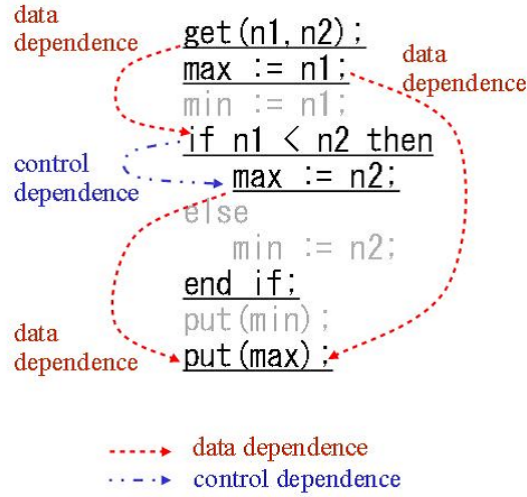 data
dependence
get(n1,n2);
max := n1;
data
dependence
min := n1;
if n1 < n2 then
control
dependence
max := n2;
else
min := n2;
end if;
put(min);
data
dependence
put(max);
data dependence
control dependence